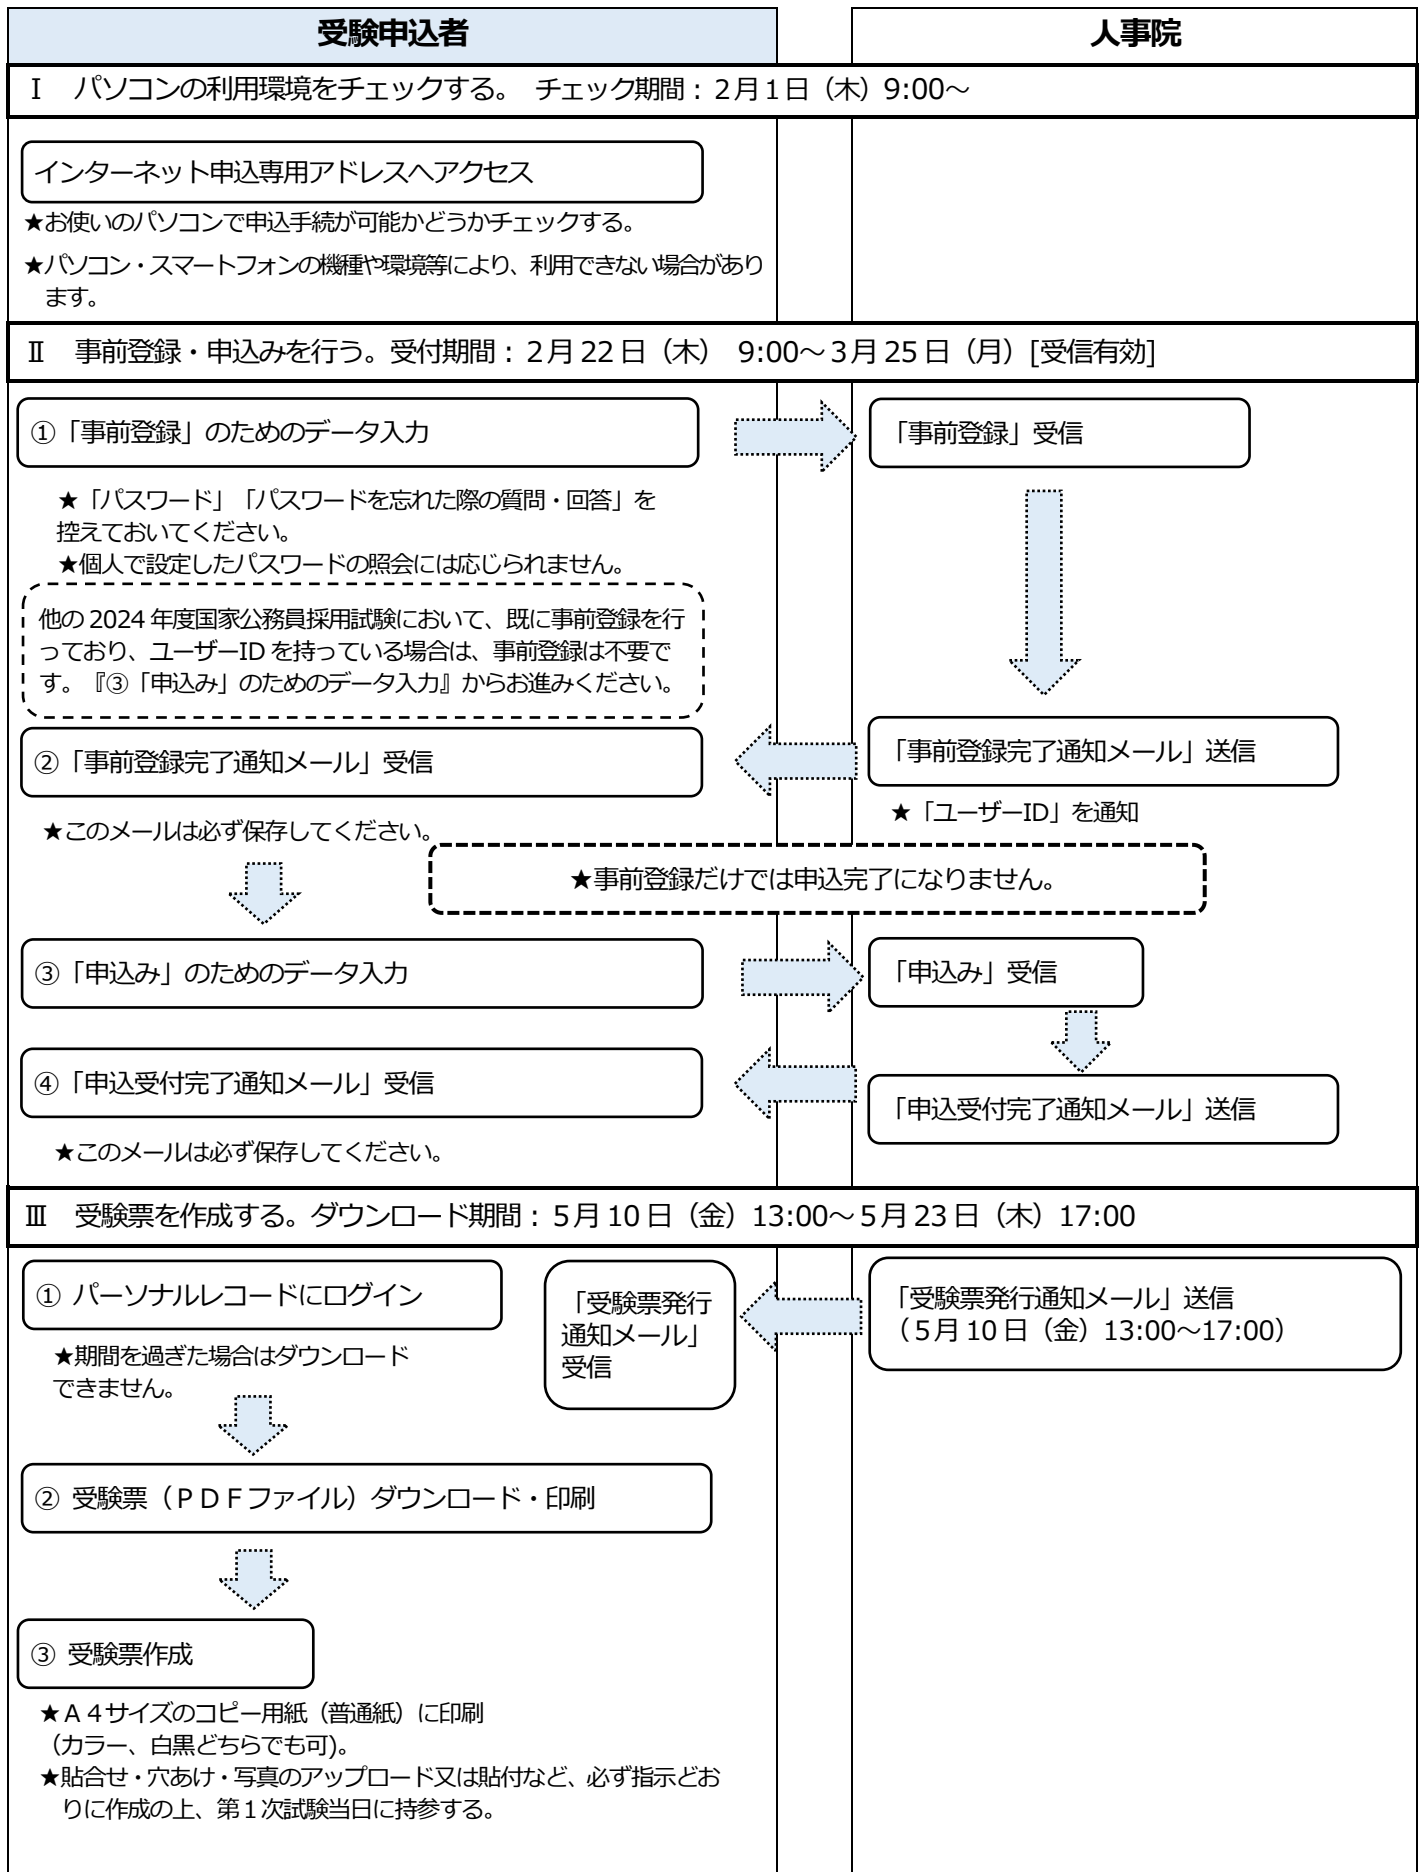 受験申込者
人事院
Ⅰ　パソコンの利用環境をチェックする。　チェック期間：２月１日（木）9:00～
インターネット申込専用アドレスへアクセス
★お使いのパソコンで申込手続が可能かどうかチェックする。
★パソコン・スマートフォンの機種や環境等により、利用できない場合があり
ます。
Ⅱ　事前登録・申込みを行う。受付期間：２月 22 日（木） 9:00～３月 25 日（月）[受信有効]
①「事前登録」のためのデータ入力
「事前登録」受信
★「パスワード」「パスワードを忘れた際の質問・回答」を
控えておいてください。
★個人で設定したパスワードの照会には応じられません。
他の 2024 年度国家公務員採用試験において、既に事前登録を行
っており、ユーザーID を持っている場合は、事前登録は不要で
す。『③「申込み」のためのデータ入力』からお進みください。
②「事前登録完了通知メール」受信
「事前登録完了通知メール」送信
★「ユーザーID」を通知
★このメールは必ず保存してください。
★事前登録だけでは申込完了になりません。
③「申込み」のためのデータ入力
「申込み」受信
④「申込受付完了通知メール」受信
「申込受付完了通知メール」送信
★このメールは必ず保存してください。
Ⅲ　受験票を作成する。ダウンロード期間：５月 10 日（金）13:00～５月 23 日（木）17:00
① パーソナルレコードにログイン
★期間を過ぎた場合はダウンロード
できません。
「受験票発行
通知メール」
受信
「受験票発行通知メール」送信
（５月 10 日（金）13:00～17:00）
② 受験票（ＰＤＦファイル）ダウンロード・印刷
③ 受験票作成
★Ａ４サイズのコピー用紙（普通紙）に印刷
（カラー、白黒どちらでも可)。
★貼合せ・穴あけ・写真のアップロード又は貼付など、必ず指示どお
りに作成の上、第１次試験当日に持参する。